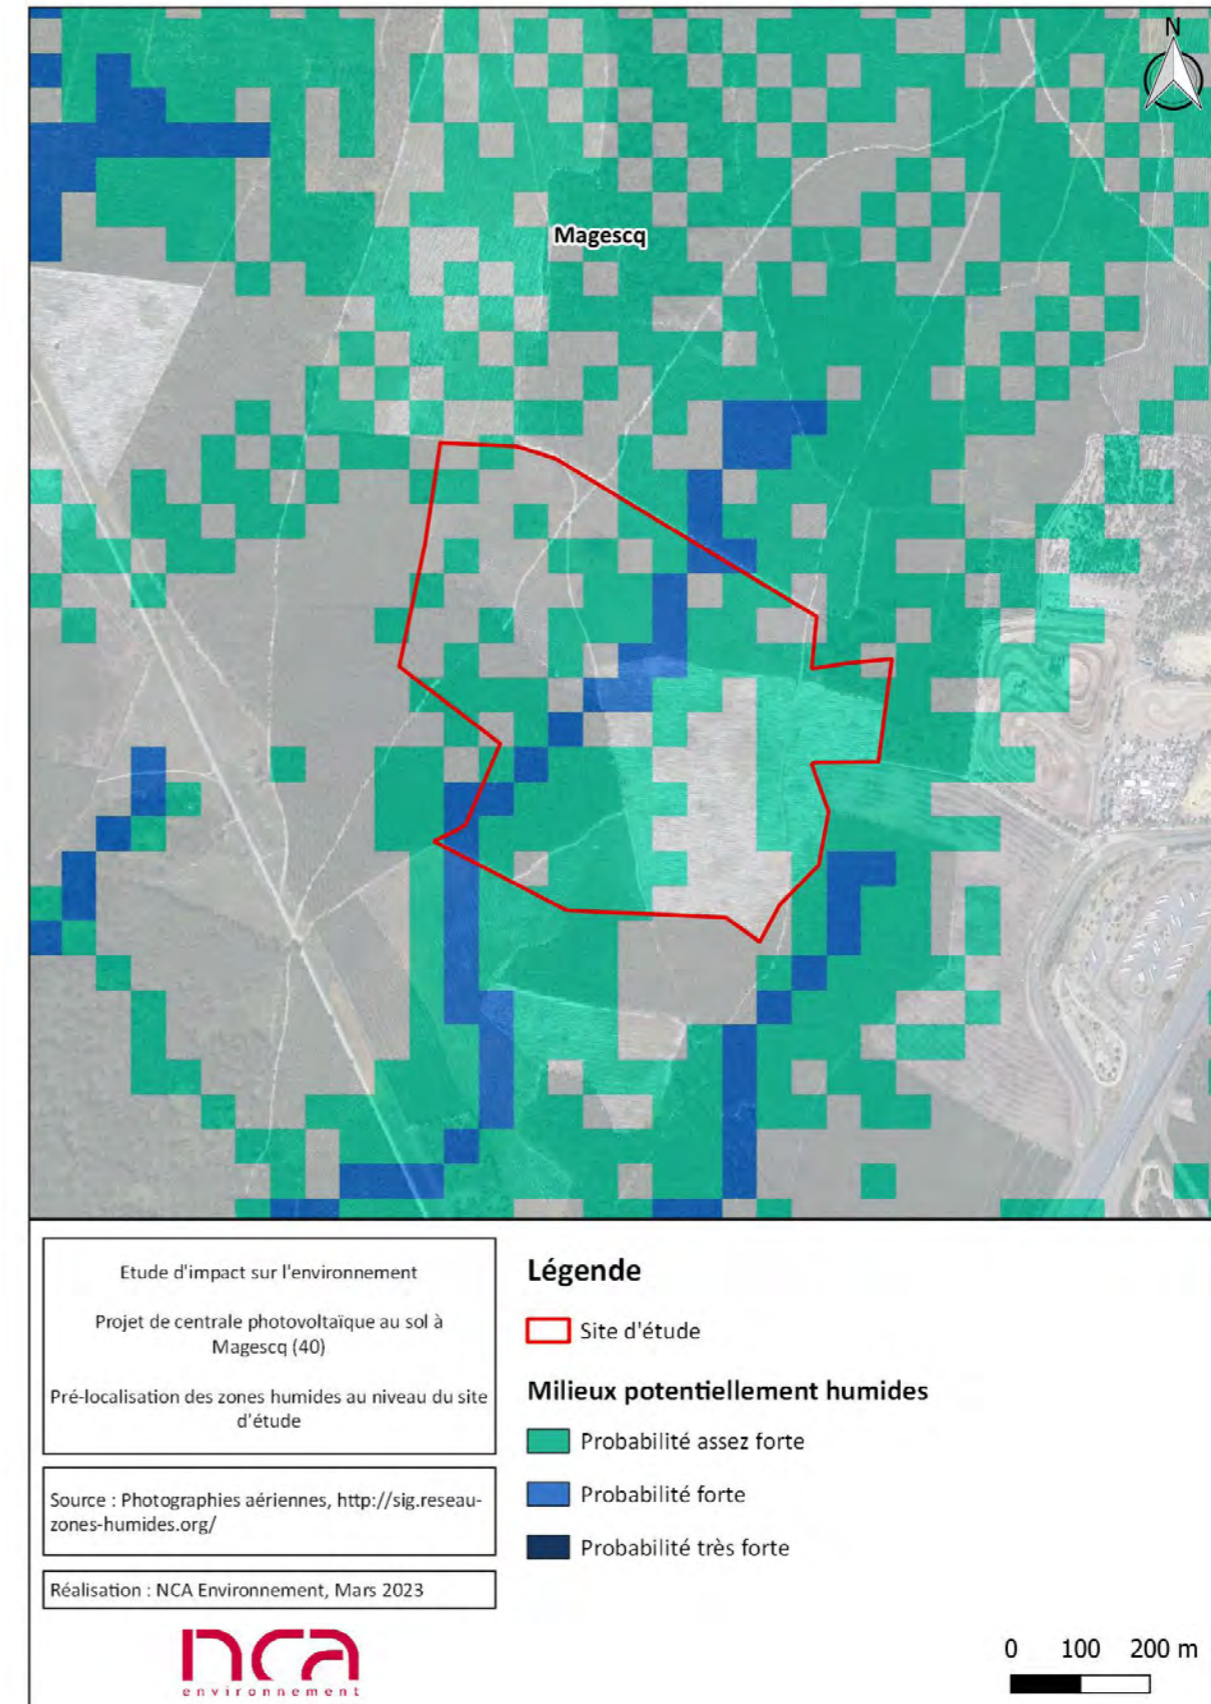 N
Magescq
Etude d'impact sur l'environnement
Projet de centrale photovoltaïque au sol à
Magescq (40)
Pré-localisation des zones humides au niveau du site
d'étude
Source : Photographies aériennes, http://sig.reseau-
zones-humides.org/
Réalisation : NCA Environnement, Mars 2023
nca
environnement
Légende
Site d'étude
Milieux potentiellement humides
Probabilité assez forte
Probabilité forte
Probabilité très forte
0 100 200 m